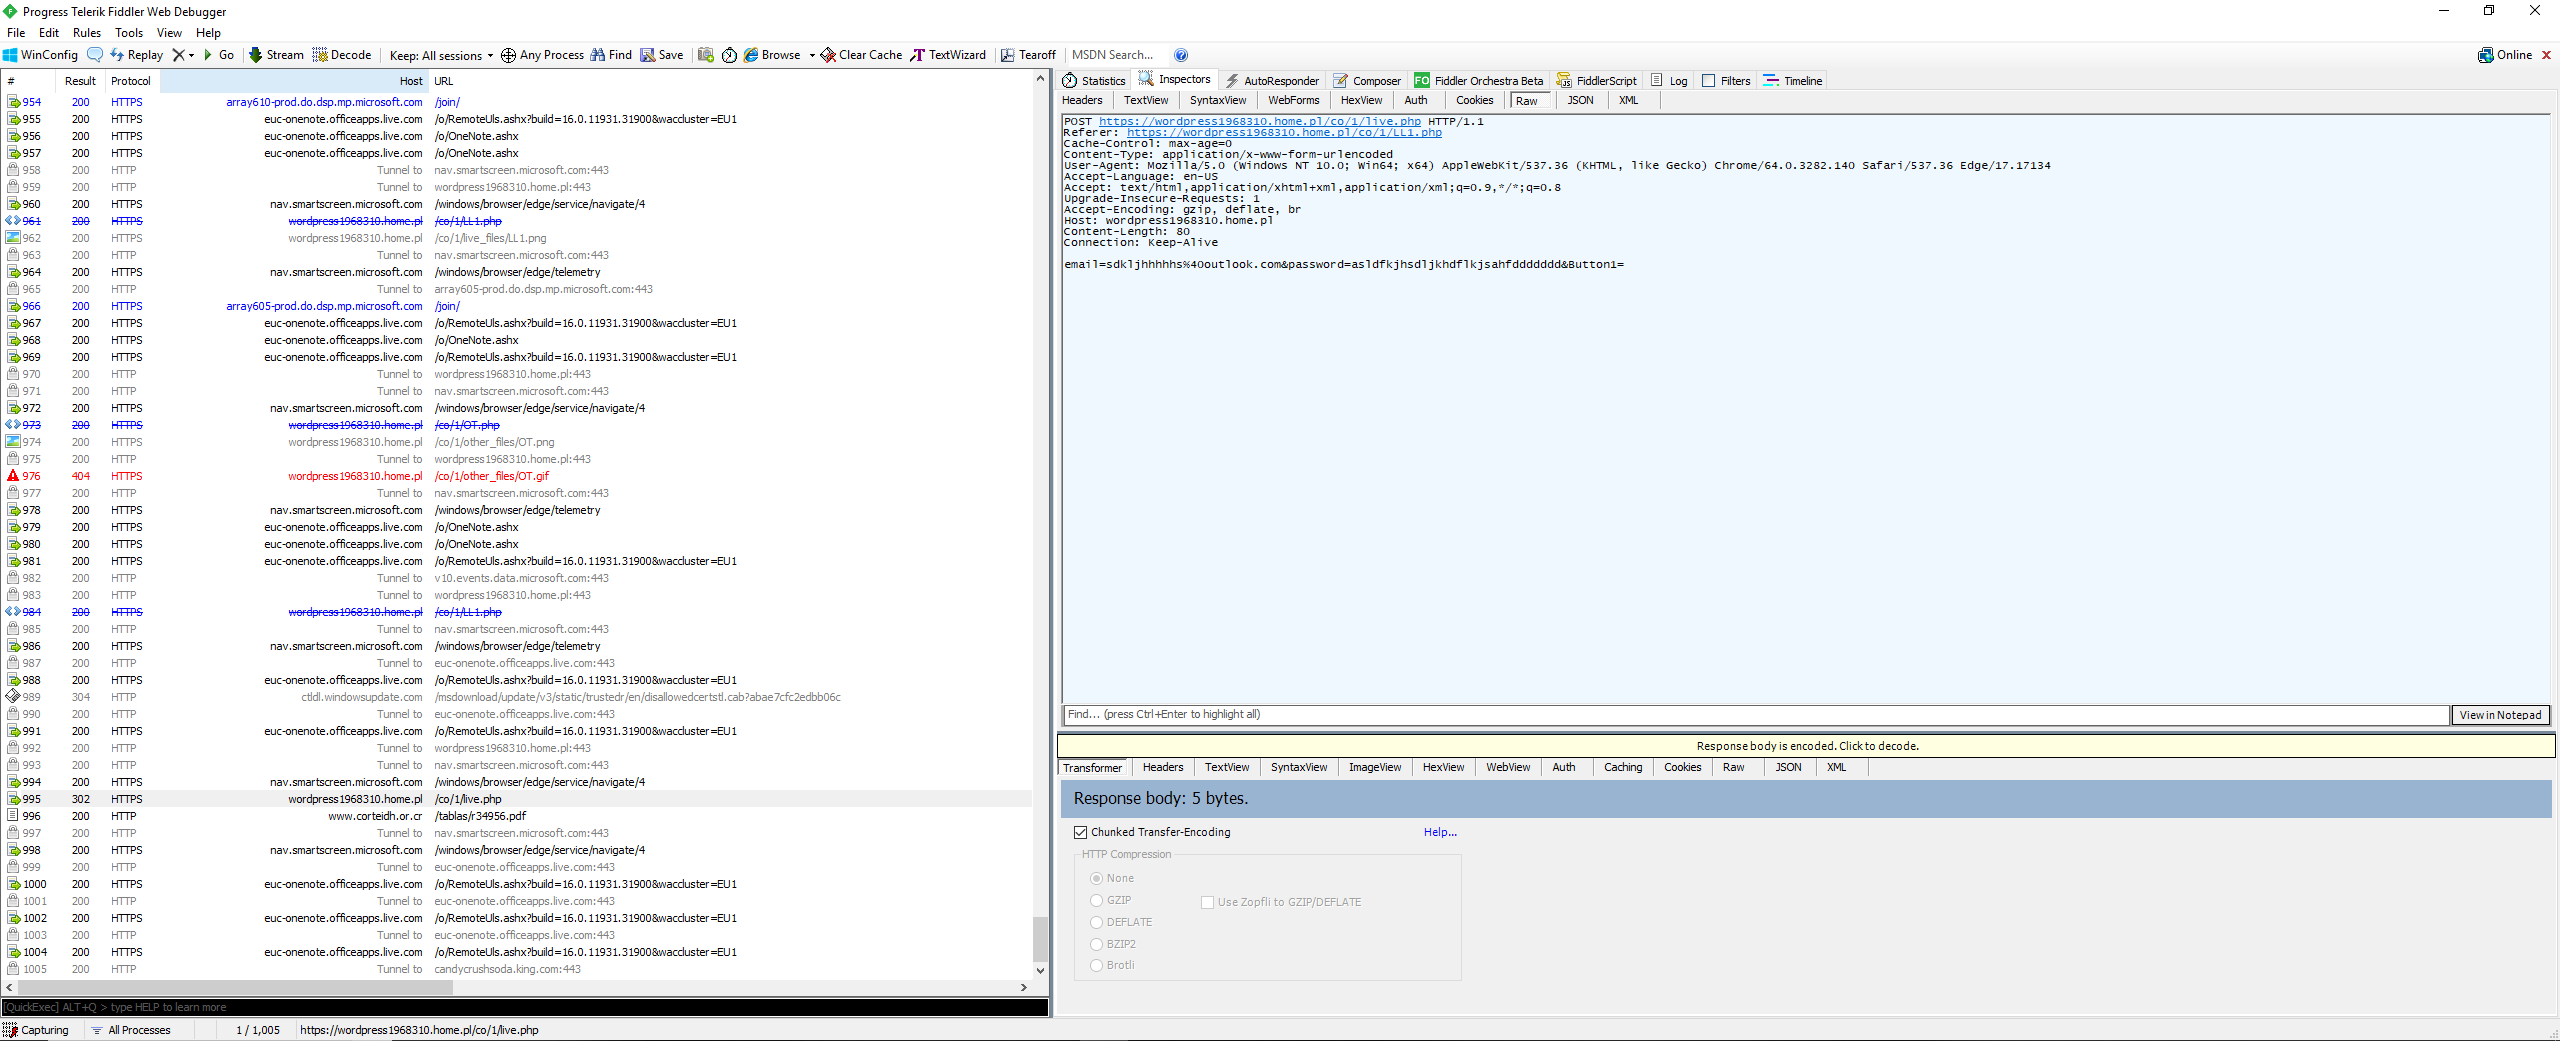 Progress Telerik Fiddler Web Debugger
File Edit Rules Tools View Help
WinConfig Replay Go Stream Decode Keep: All sessions Any Process Find Save Browse Clear Cache TextWizard Tearoff MSDN Search... Online
# Result Protocol Host URL
954 200 HTTPS array610-prod.do.dsp.mp.microsoft.com /join/
955 200 HTTPS euc-onenote.officeapps.live.com /o/RemoteUls.ashx?build=16.0.11931.31900&waccluster=EU1
956 200 HTTPS euc-onenote.officeapps.live.com /o/OneNote.ashx
957 200 HTTPS euc-onenote.officeapps.live.com /o/OneNote.ashx
958 200 HTTP Tunnel to nav.smartscreen.microsoft.com:443
959 200 HTTP Tunnel to wordpress1968310.home.pl:443
960 200 HTTPS nav.smartscreen.microsoft.com /windows/browser/edge/service/navigate/4
961 200 HTTPS wordpress1968310.home.pl /co/1/LL1.php
962 200 HTTPS wordpress1968310.home.pl /co/1/live_files/LL1.png
963 200 HTTP Tunnel to nav.smartscreen.microsoft.com:443
964 200 HTTPS nav.smartscreen.microsoft.com /windows/browser/edge/telemetry
965 200 HTTP Tunnel to array605-prod.do.dsp.mp.microsoft.com:443
966 200 HTTPS array605-prod.do.dsp.mp.microsoft.com /join/
967 200 HTTPS euc-onenote.officeapps.live.com /o/RemoteUls.ashx?build=16.0.11931.31900&waccluster=EU1
968 200 HTTPS euc-onenote.officeapps.live.com /o/OneNote.ashx
969 200 HTTPS euc-onenote.officeapps.live.com /o/RemoteUls.ashx?build=16.0.11931.31900&waccluster=EU1
970 200 HTTP Tunnel to wordpress1968310.home.pl:443
971 200 HTTP Tunnel to nav.smartscreen.microsoft.com:443
972 200 HTTPS nav.smartscreen.microsoft.com /windows/browser/edge/service/navigate/4
973 200 HTTPS wordpress1968310.home.pl /co/1/OT.php
974 200 HTTPS wordpress1968310.home.pl /co/1/other_files/OT.png
975 200 HTTP Tunnel to wordpress1968310.home.pl:443
976 404 HTTPS wordpress1968310.home.pl /co/1/other_files/OT.gif
977 200 HTTP Tunnel to nav.smartscreen.microsoft.com:443
978 200 HTTPS nav.smartscreen.microsoft.com /windows/browser/edge/telemetry
979 200 HTTPS euc-onenote.officeapps.live.com /o/OneNote.ashx
980 200 HTTPS euc-onenote.officeapps.live.com /o/OneNote.ashx
981 200 HTTPS euc-onenote.officeapps.live.com /o/RemoteUls.ashx?build=16.0.11931.31900&waccluster=EU1
982 200 HTTP Tunnel to v10.events.data.microsoft.com:443
983 200 HTTP Tunnel to wordpress1968310.home.pl:443
984 200 HTTPS wordpress1968310.home.pl /co/1/LL1.php
985 200 HTTP Tunnel to nav.smartscreen.microsoft.com:443
986 200 HTTPS nav.smartscreen.microsoft.com /windows/browser/edge/telemetry
987 200 HTTP Tunnel to euc-onenote.officeapps.live.com:443
988 200 HTTPS euc-onenote.officeapps.live.com /o/RemoteUls.ashx?build=16.0.11931.31900&waccluster=EU1
989 304 HTTP ctldl.windowsupdate.com /msdownload/update/v3/static/trustedr/en/disallowedcertstl.cab?abae7cfc2edbb06c
990 200 HTTP Tunnel to euc-onenote.officeapps.live.com:443
991 200 HTTPS euc-onenote.officeapps.live.com /o/RemoteUls.ashx?build=16.0.11931.31900&waccluster=EU1
992 200 HTTP Tunnel to wordpress1968310.home.pl:443
993 200 HTTP Tunnel to nav.smartscreen.microsoft.com:443
994 200 HTTPS nav.smartscreen.microsoft.com /windows/browser/edge/service/navigate/4
995 302 HTTPS wordpress1968310.home.pl /co/1/live.php
996 200 HTTP www.corteidh.or.cr /tablas/r34956.pdf
997 200 HTTP Tunnel to nav.smartscreen.microsoft.com:443
998 200 HTTPS nav.smartscreen.microsoft.com /windows/browser/edge/service/navigate/4
999 200 HTTP Tunnel to euc-onenote.officeapps.live.com:443
1000 200 HTTPS euc-onenote.officeapps.live.com /o/RemoteUls.ashx?build=16.0.11931.31900&waccluster=EU1
1001 200 HTTP Tunnel to euc-onenote.officeapps.live.com:443
1002 200 HTTPS euc-onenote.officeapps.live.com /o/RemoteUls.ashx?build=16.0.11931.31900&waccluster=EU1
1003 200 HTTP Tunnel to euc-onenote.officeapps.live.com:443
1004 200 HTTPS euc-onenote.officeapps.live.com /o/RemoteUls.ashx?build=16.0.11931.31900&waccluster=EU1
1005 200 HTTP Tunnel to candycrushsoda.king.com:443
[QuickExec] ALT+Q > type HELP to learn more
Capturing All Processes 1 / 1,005 https://wordpress1968310.home.pl/co/1/live.php
Statistics Inspectors AutoResponder Composer FO Fiddler Orchestra Beta FiddlerScript Log Filters Timeline
Headers TextView SyntaxView WebForms HexView Auth Cookies Raw JSON XML
POST https://wordpress1968310.home.pl/co/1/live.php HTTP/1.1
Referer: https://wordpress1968310.home.pl/co/1/LL1.php
Cache-Control: max-age=0
Content-Type: application/x-www-form-urlencoded
User-Agent: Mozilla/5.0 (Windows NT 10.0; Win64; x64) AppleWebKit/537.36 (KHTML, like Gecko) Chrome/64.0.3282.140 Safari/537.36 Edge/17.17134
Accept-Language: en-US
Accept: text/html,application/xhtml+xml,application/xml;q=0.9,*/*;q=0.8
Upgrade-Insecure-Requests: 1
Accept-Encoding: gzip, deflate, br
Host: wordpress1968310.home.pl
Content-Length: 80
Connection: Keep-Alive
email=sdkljhhhhhs%40outlook.com&password=asldfkjhsdljkhdflkjsahfddddddd&Button1=
Find... (press Ctrl+Enter to highlight all) View in Notepad
Response body is encoded. Click to decode.
Transformer Headers TextView SyntaxView ImageView HexView WebView Auth Caching Cookies Raw JSON XML
Response body: 5 bytes.
Chunked Transfer-Encoding Help...
HTTP Compression
None
GZIP Use Zopfli to GZIP/DEFLATE
DEFLATE
BZIP2
Brotli